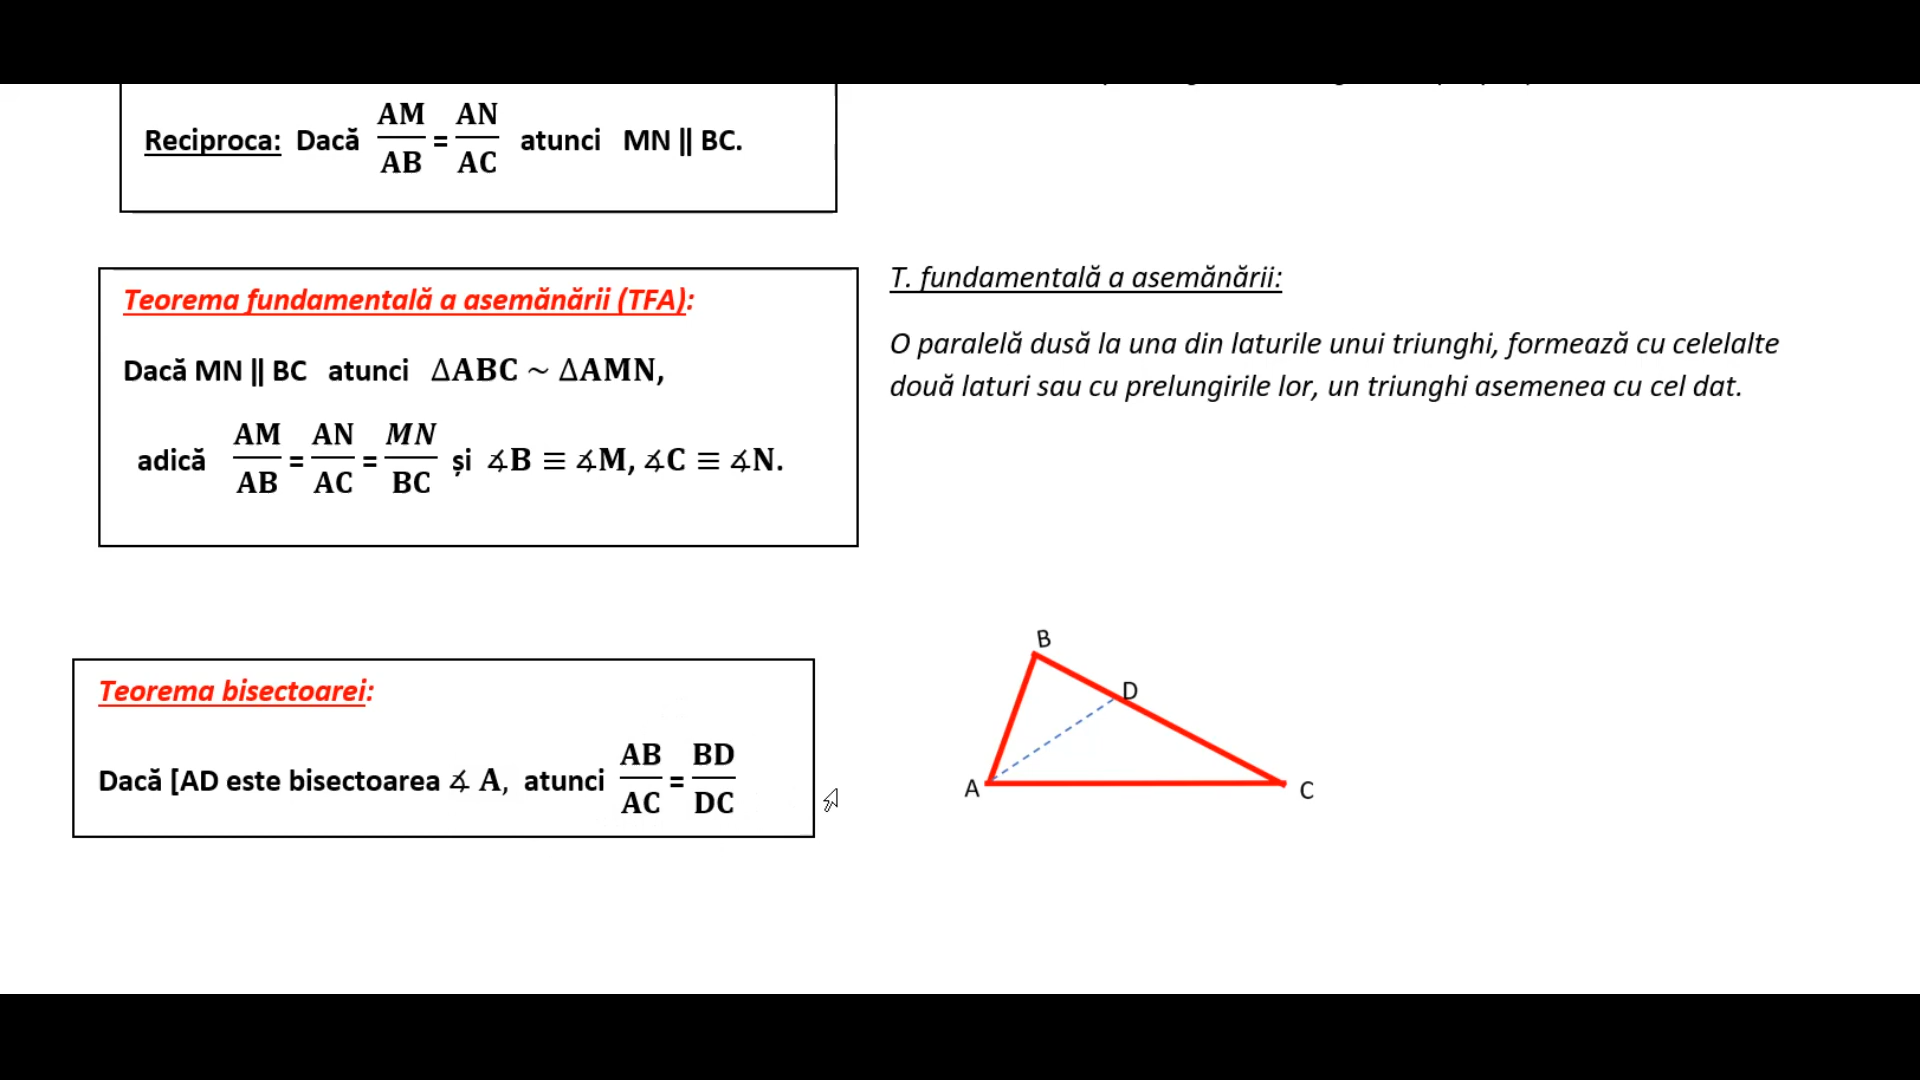 Reciproca: Dacă AM/AB = AN/AC atunci MN ∥ BC.
Teorema fundamentală a asemănării (TFA):
Dacă MN ∥ BC atunci ΔABC ~ ΔAMN,
adică AM/AB = AN/AC = MN/BC și ∡B ≡ ∡M, ∡C ≡ ∡N.
T. fundamentală a asemănării:
O paralelă dusă la una din laturile unui triunghi, formează cu celelalte
două laturi sau cu prelungirile lor, un triunghi asemenea cu cel dat.
Teorema bisectoarei:
Dacă [AD este bisectoarea ∡ A, atunci AB/AC = BD/DC
B
D
A
C